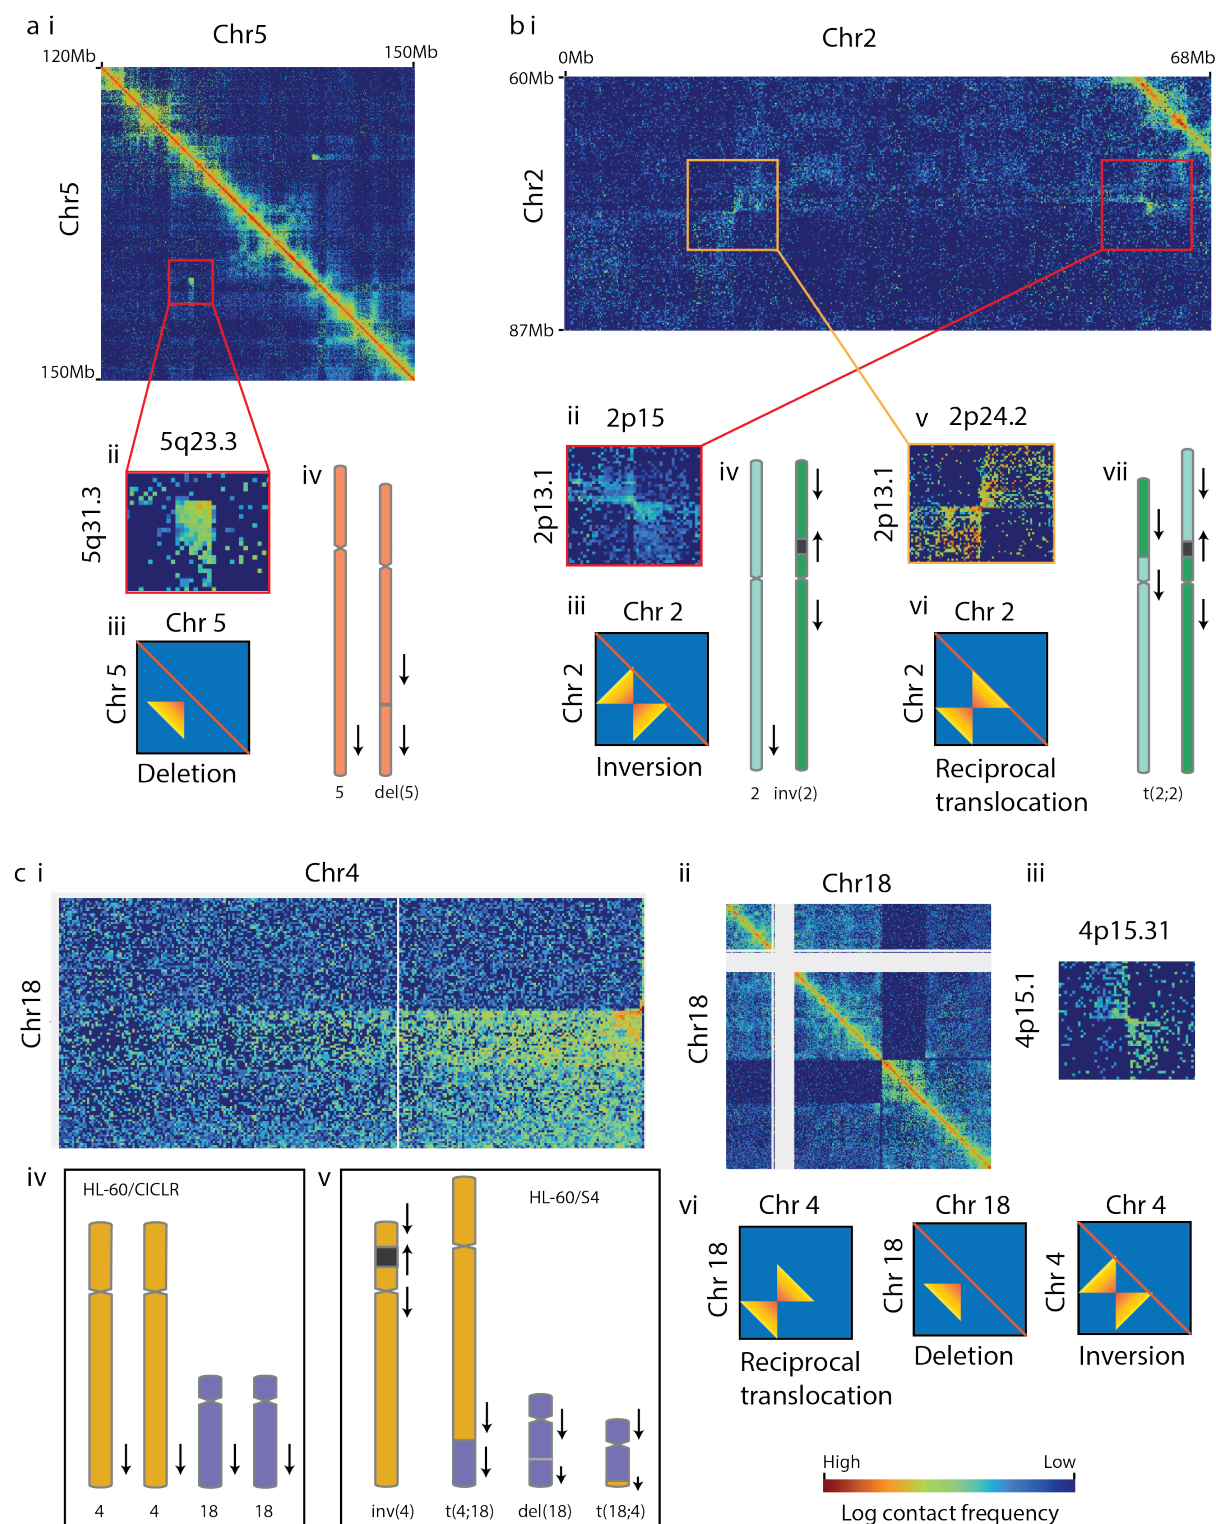 a i
Chr5
120Mb
150Mb
Chr5
150Mb
ii
5q23.3
5q31.3
iii
Chr 5
Chr 5
Deletion
iv
5
del(5)
b i
Chr2
0Mb
68Mb
60Mb
Chr2
87Mb
ii
2p15
2p13.1
iii
Chr 2
Chr 2
Inversion
iv
2
inv(2)
v
2p24.2
2p13.1
vi
Chr 2
Chr 2
Reciprocal
translocation
vii
t(2;2)
c i
Chr4
Chr18
ii
Chr18
Chr18
iii
4p15.31
4p15.1
iv
HL-60/CICLR
4
4
18
18
v
HL-60/S4
inv(4)
t(4;18)
del(18)
t(18;4)
vi
Chr 4
Chr 18
Reciprocal
translocation
Chr 18
Chr 18
Deletion
Chr 4
Chr 4
Inversion
High
Low
Log contact frequency